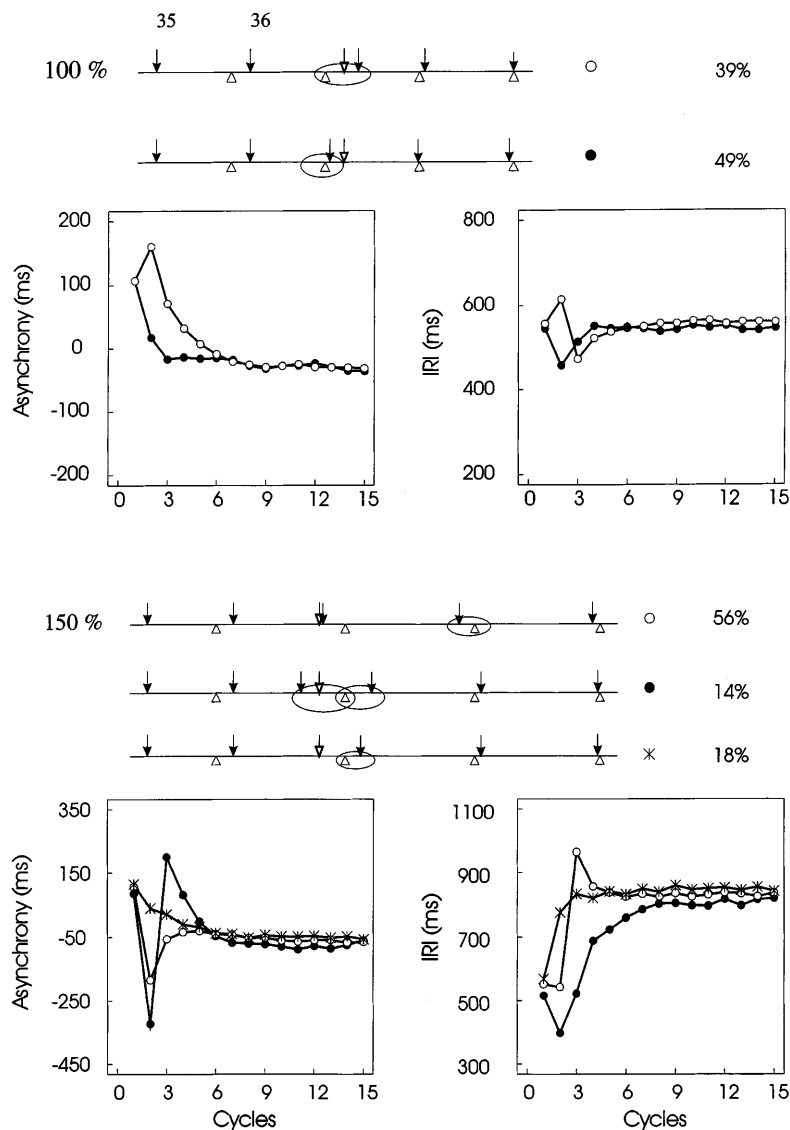 35 36
100 % 39%
49%
200
100
0
-100
-200
Asynchrony (ms)
0 3 6 9 12 15
800
600
400
200
IRI (ms)
0 3 6 9 12 15
150 % 56%
14%
18%
350
150
-50
-250
-450
Asynchrony (ms)
0 3 6 9 12 15
Cycles
1100
900
700
500
300
IRI (ms)
0 3 6 9 12 15
Cycles